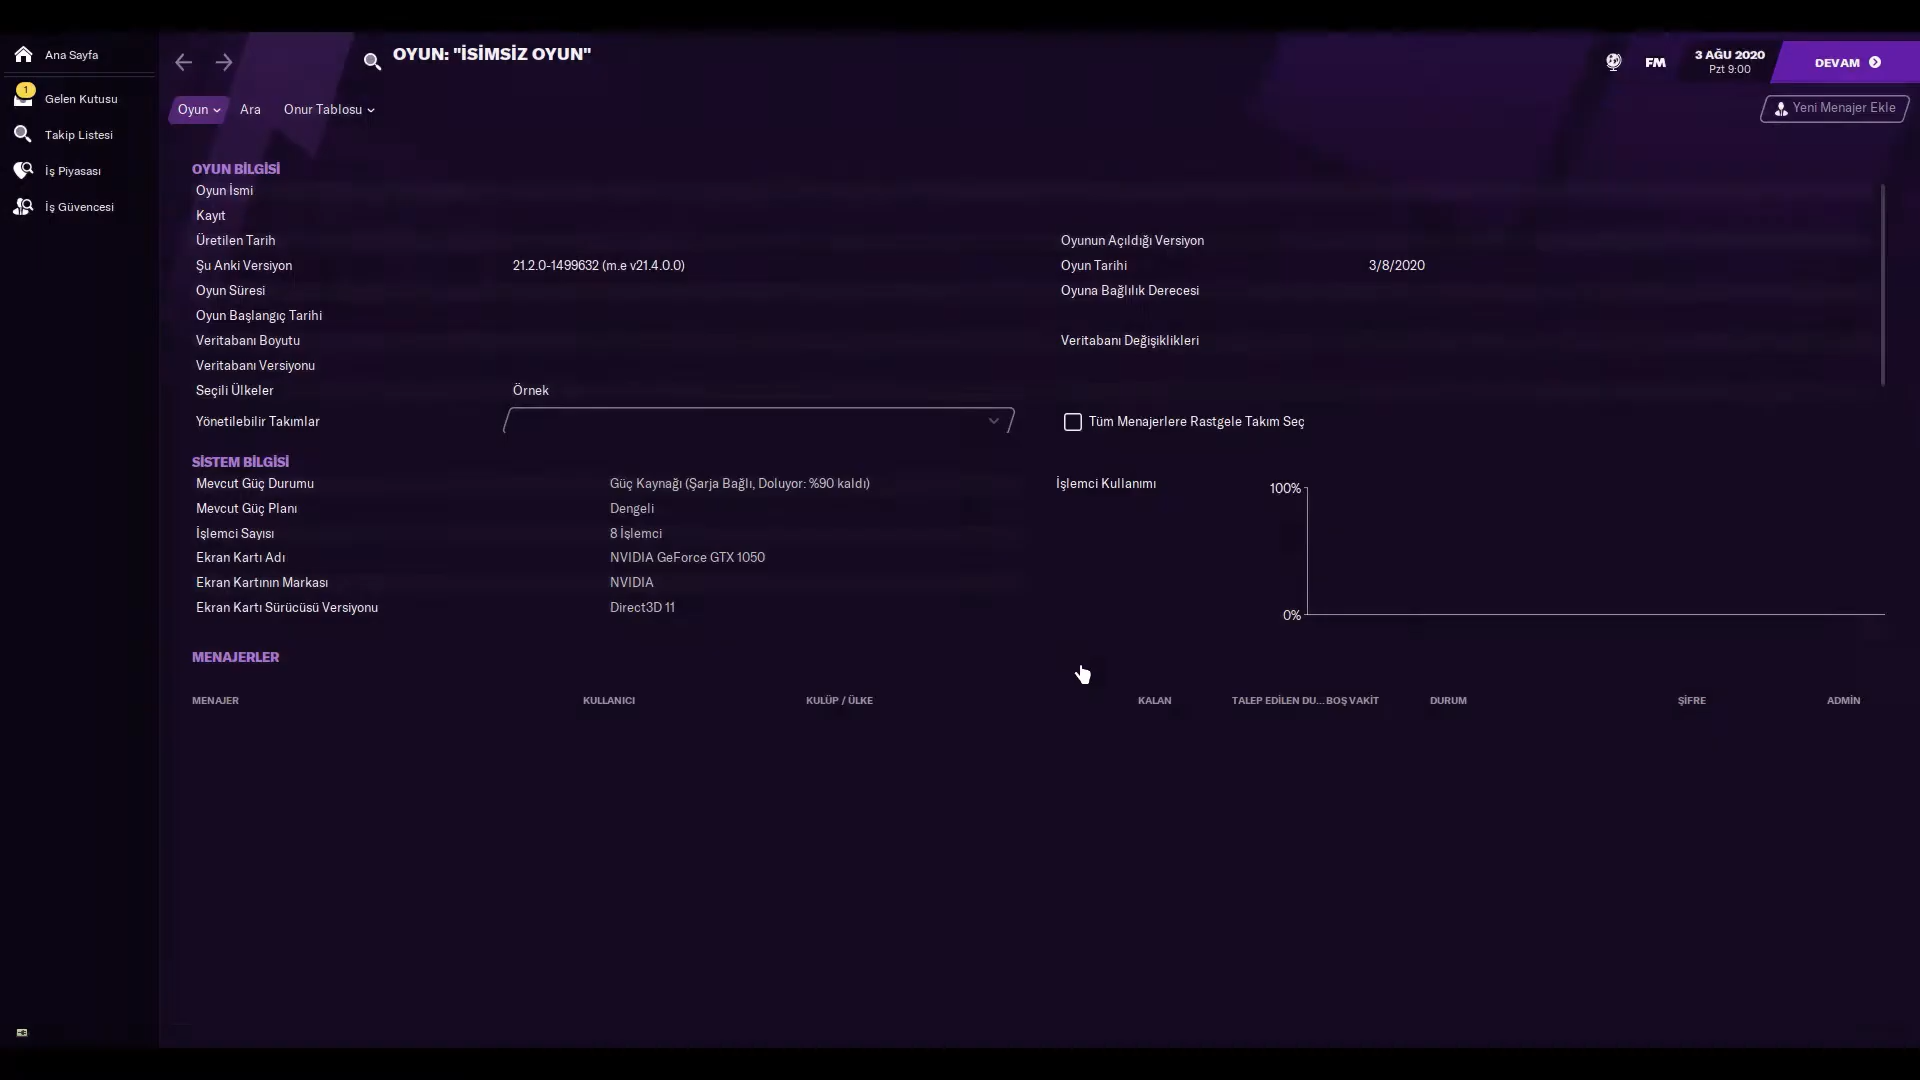 Ana Sayfa
1
Gelen Kutusu
Takip Listesi
İş Piyasası
İş Güvencesi
OYUN: "İSİMSİZ OYUN"
FM
3 AĞU 2020
Pzt 9:00
DEVAM
Oyun
Ara
Onur Tablosu
Yeni Menajer Ekle
OYUN BİLGİSİ
Oyun İsmi
Kayıt
Üretilen Tarih
Oyunun Açıldığı Versiyon
Şu Anki Versiyon 21.2.0-1499632 (m.e v21.4.0.0)
Oyun Tarihi 3/8/2020
Oyun Süresi
Oyuna Bağlılık Derecesi
Oyun Başlangıç Tarihi
Veritabanı Boyutu
Veritabanı Değişiklikleri
Veritabanı Versiyonu
Seçili Ülkeler Örnek
Yönetilebilir Takımlar
Tüm Menajerlere Rastgele Takım Seç
SİSTEM BİLGİSİ
Mevcut Güç Durumu Güç Kaynağı (Şarja Bağlı, Doluyor: %90 kaldı)
Mevcut Güç Planı Dengeli
İşlemci Sayısı 8 İşlemci
Ekran Kartı Adı NVIDIA GeForce GTX 1050
Ekran Kartının Markası NVIDIA
Ekran Kartı Sürücüsü Versiyonu Direct3D 11
İşlemci Kullanımı
100%
0%
MENAJERLER
MENAJER KULLANICI KULÜP / ÜLKE KALAN TALEP EDİLEN DU... BOŞ VAKİT DURUM ŞİFRE ADMİN